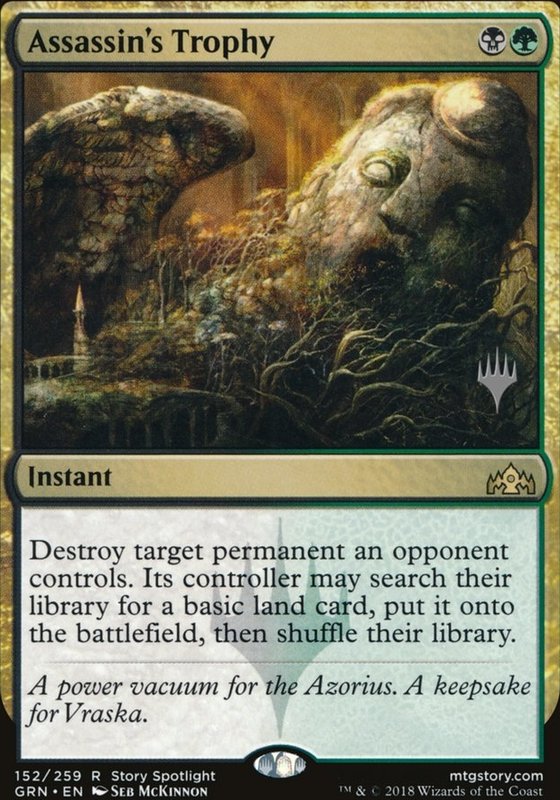 Assassin's Trophy
Instant
Destroy target permanent an opponent
controls. Its controller may search their
library for a basic land card, put it onto
the battlefield, then shuffle their library.
A power vacuum for the Azorius. A keepsake
for Vraska.
152/259 R Story Spotlight
mtgstory.com
GRN • EN Seb McKinnon
™ & © 2018 Wizards of the Coast